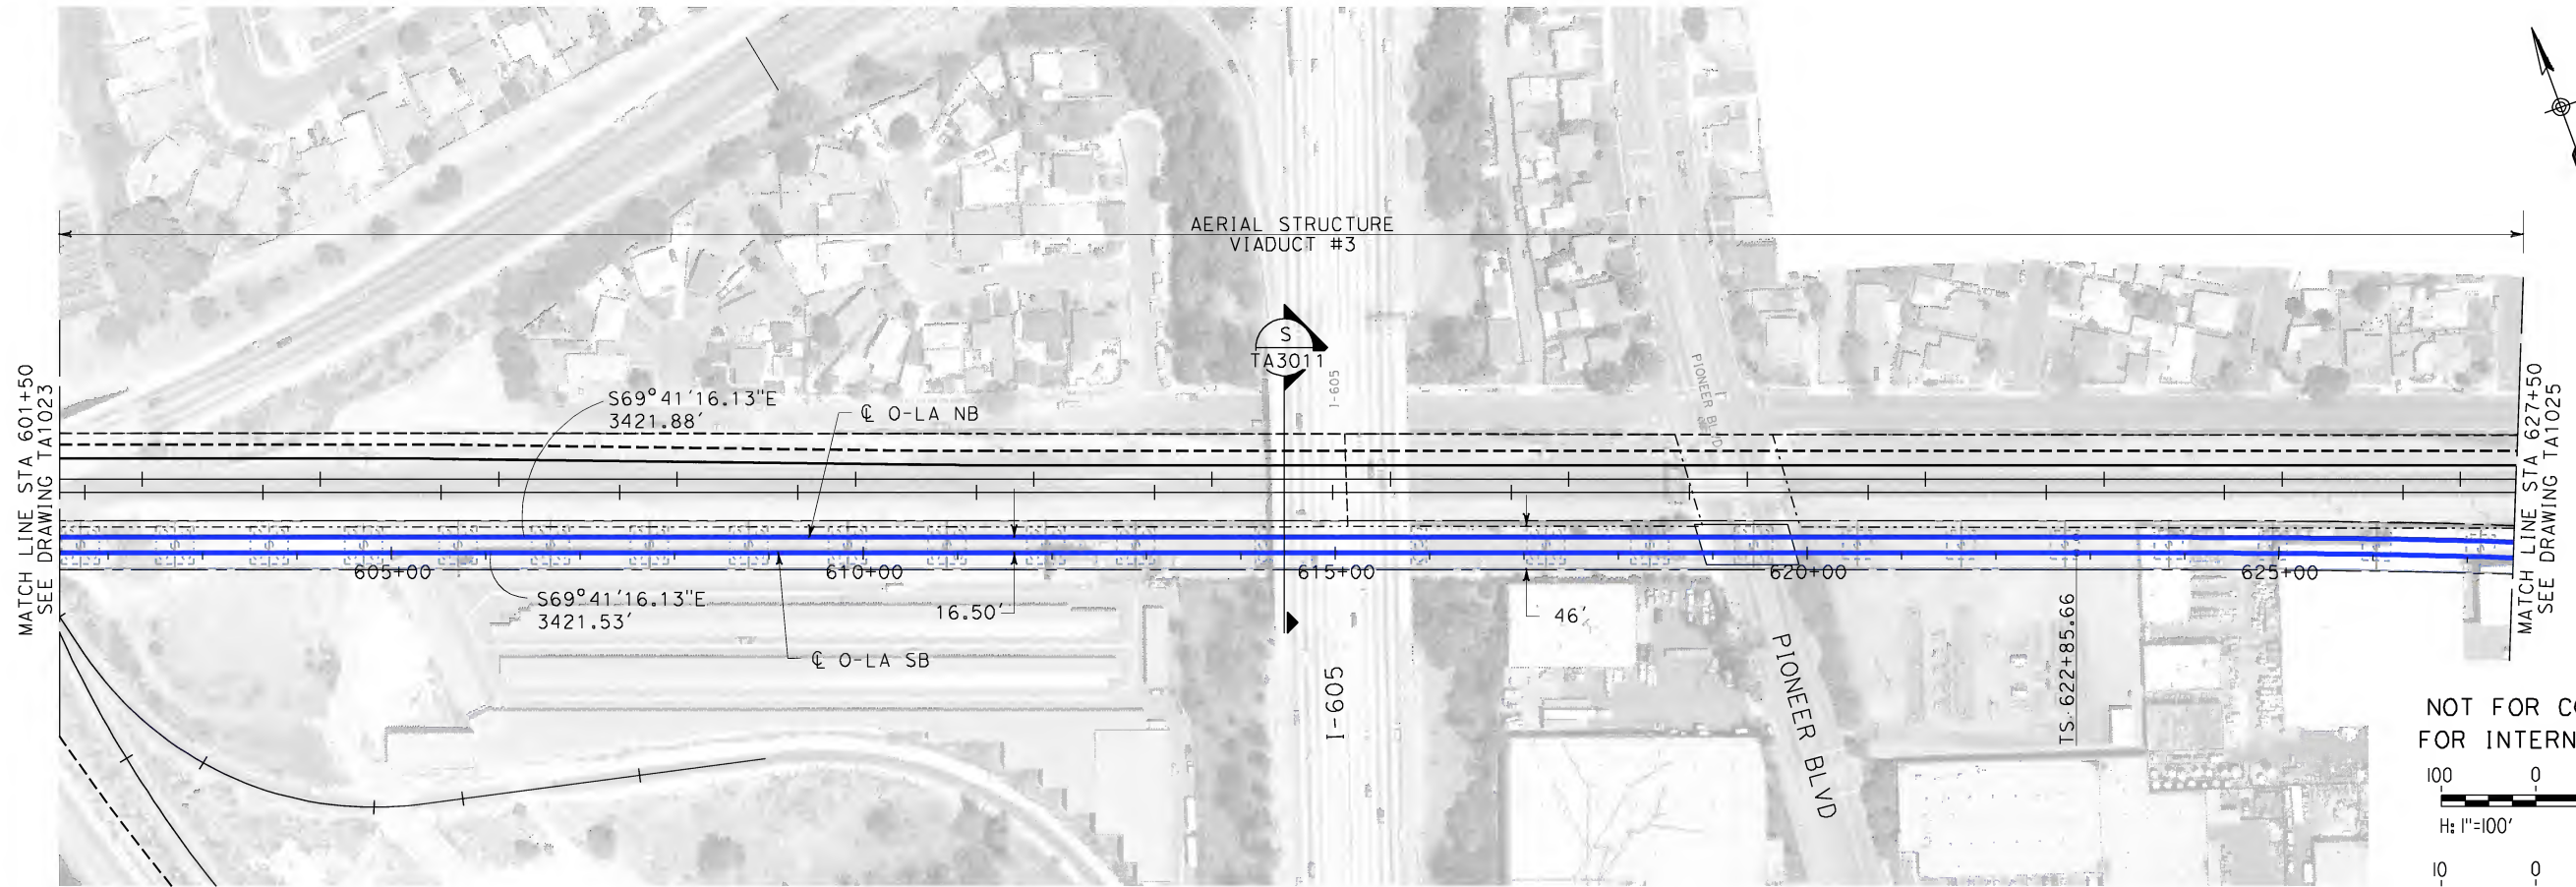 AERIAL STRUCTURE
VIADUCT #3
S
TA3011
I-605
PIONEER BLVD
MATCH LINE STA 601+50
SEE DRAWING TA1023
S69°41'16.13"E
3421.88'
℄ O-LA NB
MATCH LINE STA 627+50
SEE DRAWING TA1025
605+00
610+00
615+00
620+00
625+00
S69°41'16.13"E
3421.53'
16.50'
46'
℄ O-LA SB
I-605
PIONEER BLVD
TS: 622+85.66
NOT FOR CO
FOR INTERN
100 0
H: 1"=100'
10 0